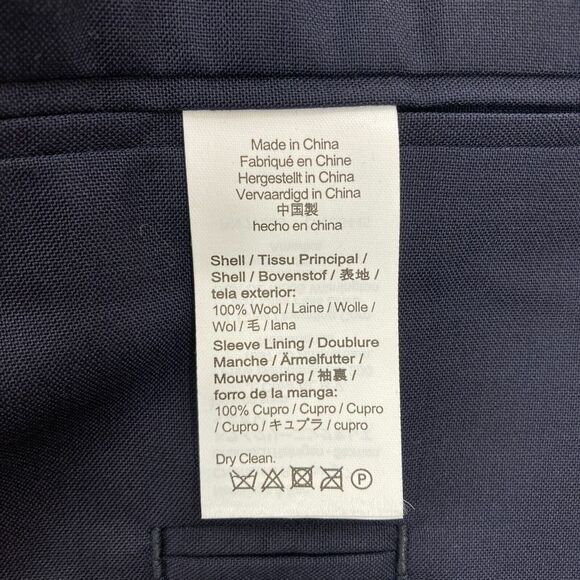 Made in China
Fabriqué en Chine
Hergestellt in China
Vervaardigd in China
中国製
hecho en china
Shell / Tissu Principal /
Shell / Bovenstof / 表地 /
tela exterior:
100% Wool / Laine / Wolle /
Wol / 毛 / lana
Sleeve Lining / Doublure
Manche / Ärmelfutter /
Mouwvoering / 袖裏 /
forro de la manga:
100% Cupro / Cupro / Cupro
/ Cupro / キュプラ / cupro
Dry Clean.
P